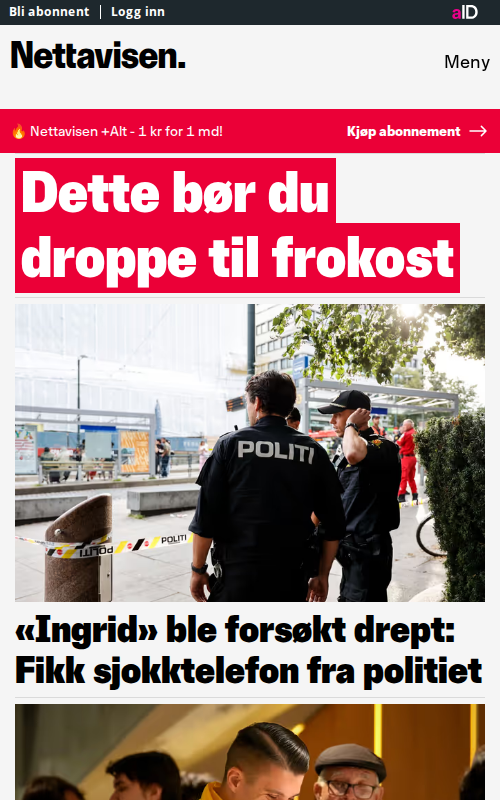 Bli abonnent | Logg inn
aID
Nettavisen.
Meny
🔥 Nettavisen +Alt - 1 kr for 1 md!
Kjøp abonnement →
Dette bør du
droppe til frokost
POLITI
POLITI
POLITI
«Ingrid» ble forsøkt drept:
Fikk sjokktelefon fra politiet